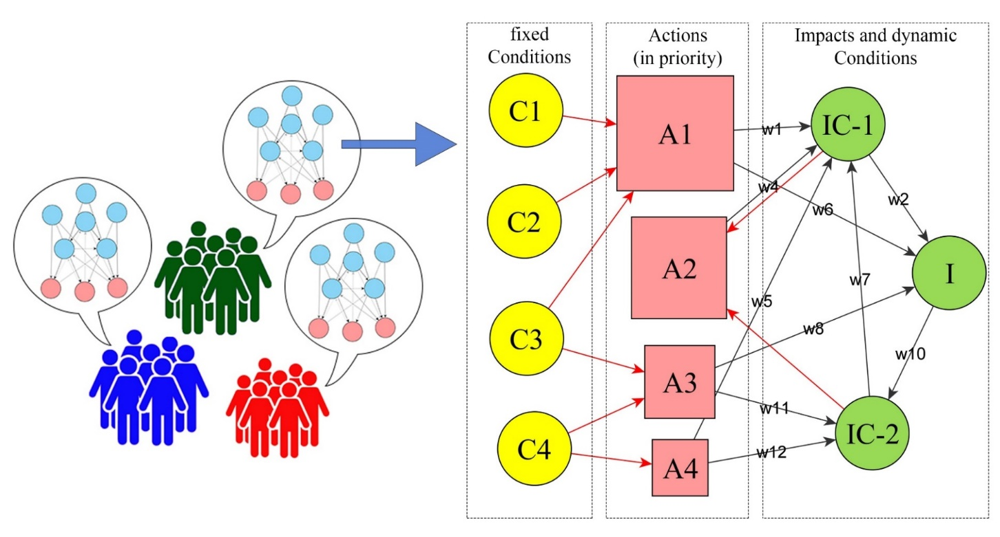 fixed
Conditions
Actions
(in priority)
Impacts and dynamic
Conditions
C1
C2
C3
C4
A1
A2
A3
A4
w1
w4
w6
w2
w7
w5
w8
w10
w11
w12
IC-1
I
IC-2